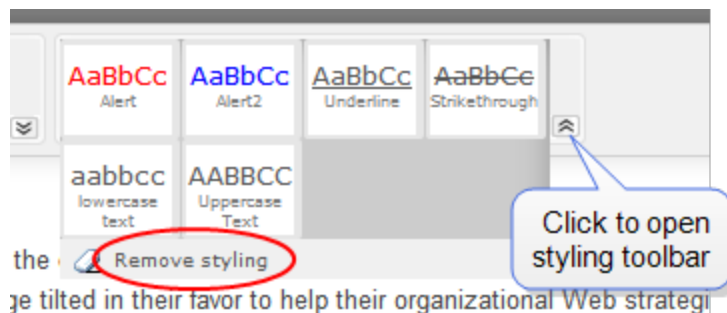 AaBbCc AaBbCc AaBbCc AaBbCc
Alert Alert2 Underline Strikethrough
aabbcc AABBCC
lowercase text Uppercase Text
Click to open
styling toolbar
the Remove styling
ge tilted in their favor to help their organizational Web strategi